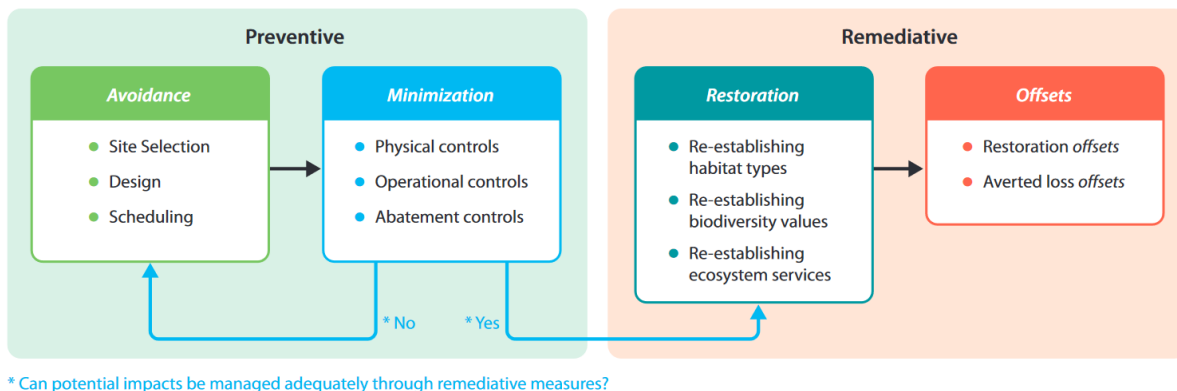 Preventive
Avoidance
Site Selection
Design
Scheduling
Minimization
Physical controls
Operational controls
Abatement controls
* No
* Yes
Remediative
Restoration
Re-establishing
habitat types
Re-establishing
biodiversity values
Re-establishing
ecosystem services
Offsets
Restoration offsets
Averted loss offsets
* Can potential impacts be managed adequately through remediative measures?